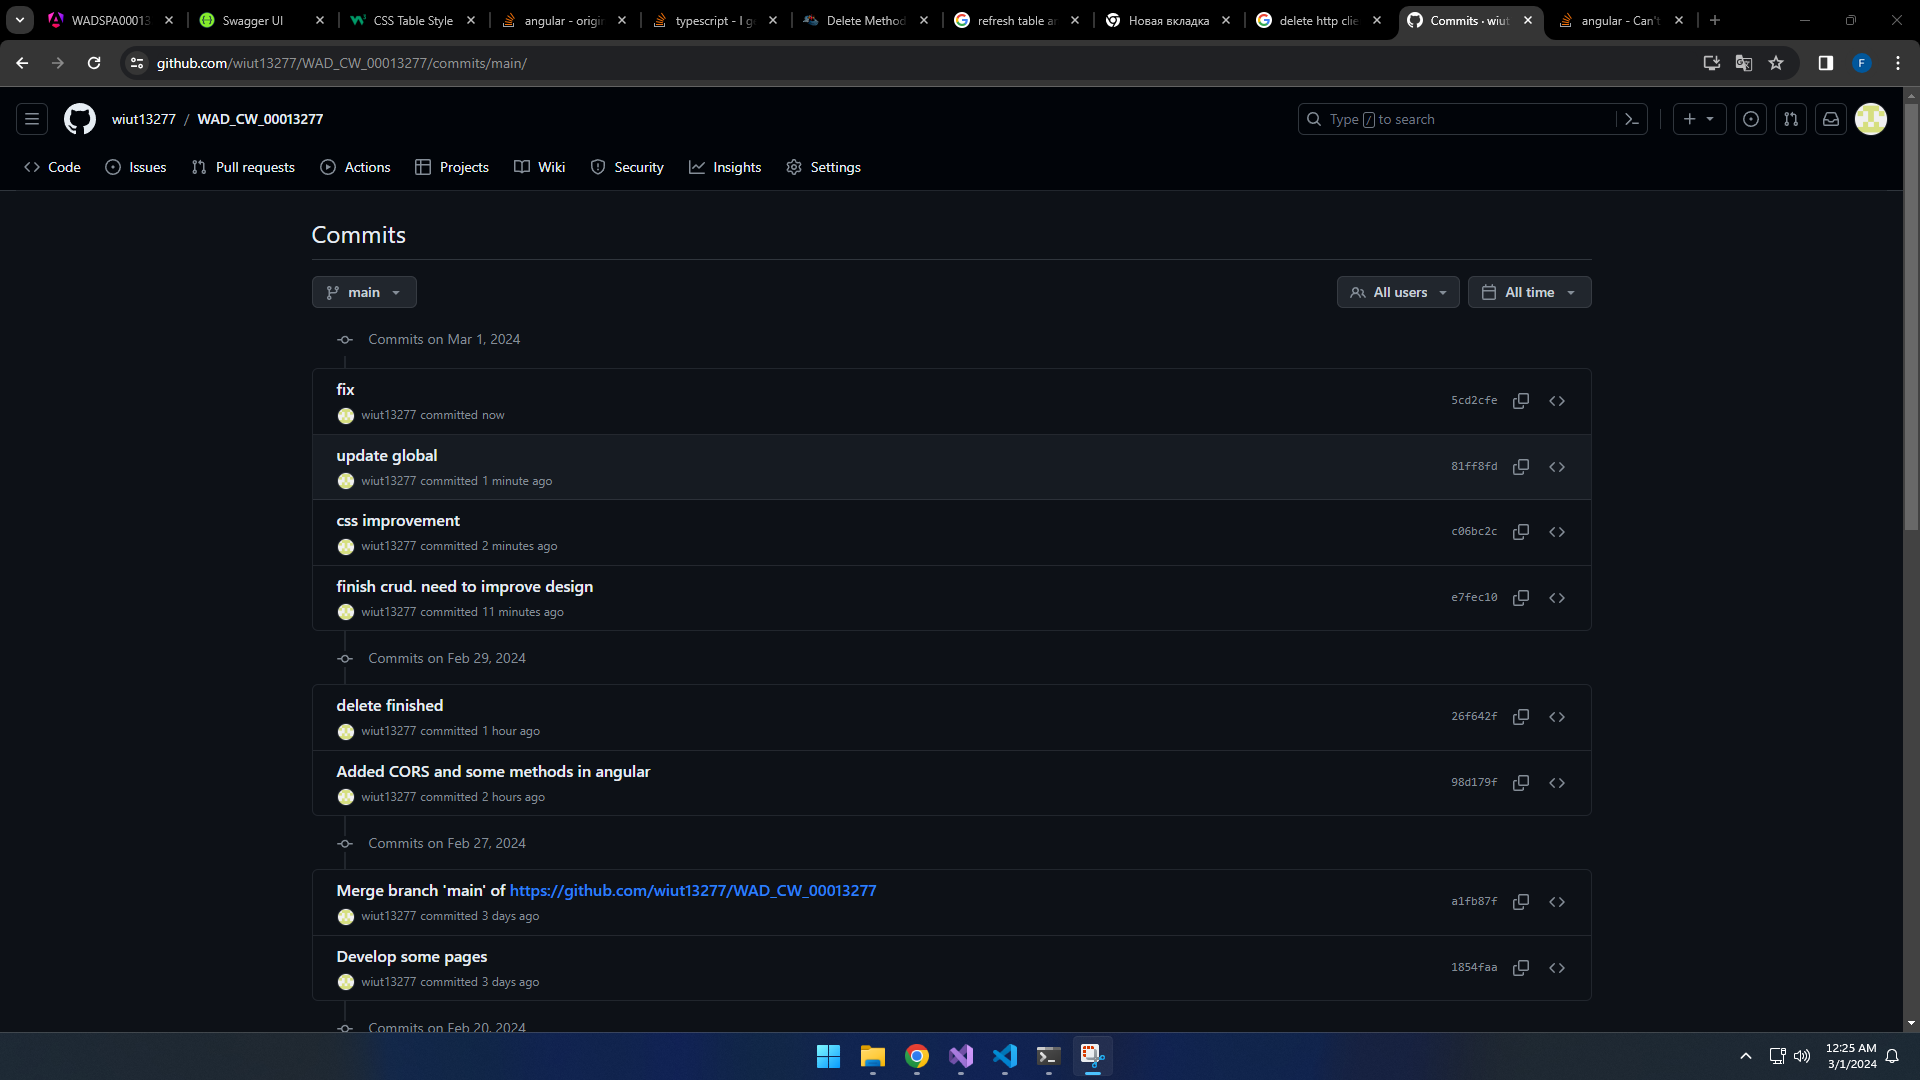 WADSPA00013
Swagger UI
CSS Table Style
angular - origin
typescript - I ge
Delete Method
refresh table an
Новая вкладка
delete http clie
Commits · wiut
angular - Can't
github.com/wiut13277/WAD_CW_00013277/commits/main/
F
wiut13277 / WAD_CW_00013277
Type / to search
Code
Issues
Pull requests
Actions
Projects
Wiki
Security
Insights
Settings
Commits
main
All users
All time
Commits on Mar 1, 2024
fix
5cd2cfe
wiut13277 committed now
update global
81ff8fd
wiut13277 committed 1 minute ago
css improvement
c06bc2c
wiut13277 committed 2 minutes ago
finish crud. need to improve design
e7fec10
wiut13277 committed 11 minutes ago
Commits on Feb 29, 2024
delete finished
26f642f
wiut13277 committed 1 hour ago
Added CORS and some methods in angular
98d179f
wiut13277 committed 2 hours ago
Commits on Feb 27, 2024
Merge branch 'main' of https://github.com/wiut13277/WAD_CW_00013277
a1fb87f
wiut13277 committed 3 days ago
Develop some pages
1854faa
wiut13277 committed 3 days ago
Commits on Feb 20, 2024
12:25 AM
3/1/2024